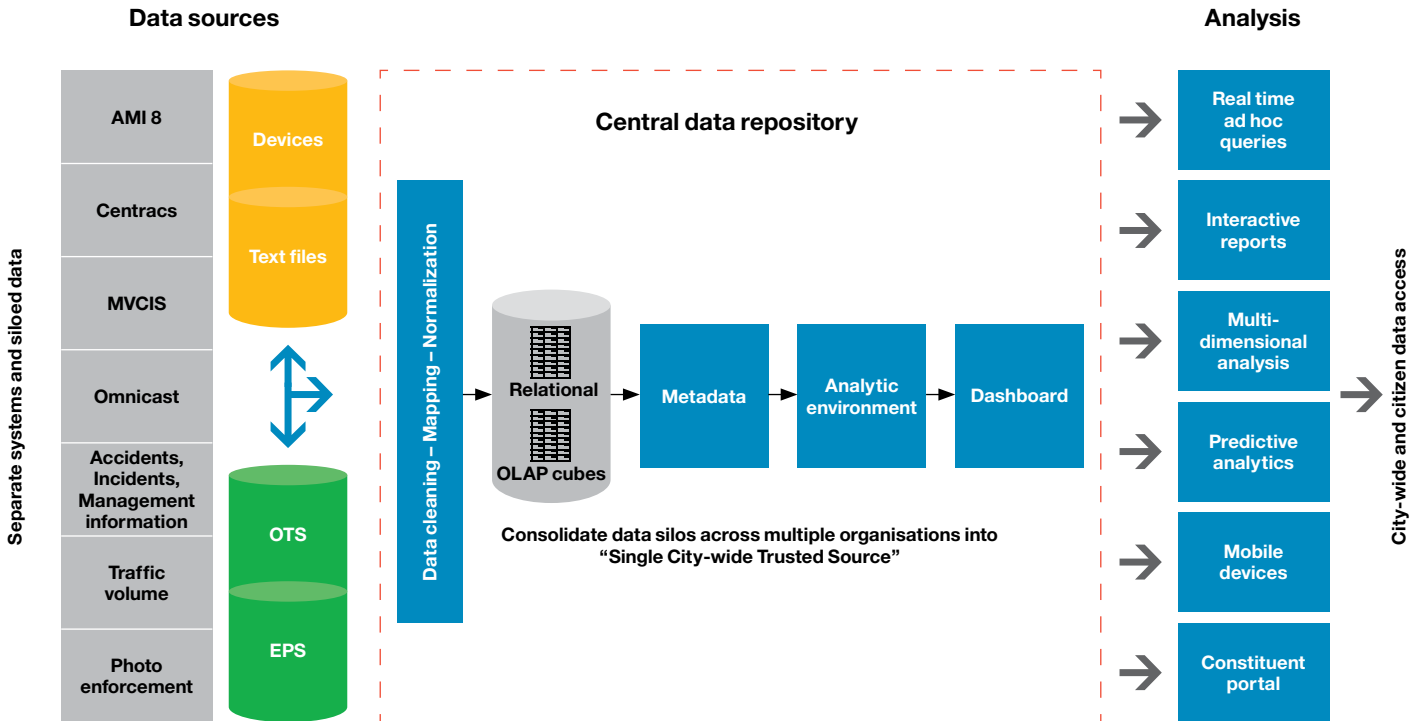 Data sources
Analysis
Separate systems and siloed data
AMI 8
Centracs
MVCIS
Omnicast
Accidents,
Incidents,
Management
information
Traffic
volume
Photo
enforcement
Devices
Text files
OTS
EPS
Central data repository
Data cleaning – Mapping – Normalization
Relational
OLAP cubes
Metadata
Analytic
environment
Dashboard
Consolidate data silos across multiple organisations into
“Single City-wide Trusted Source”
Real time
ad hoc
queries
Interactive
reports
Multi-
dimensional
analysis
Predictive
analytics
Mobile
devices
Constituent
portal
City-wide and citizen data access